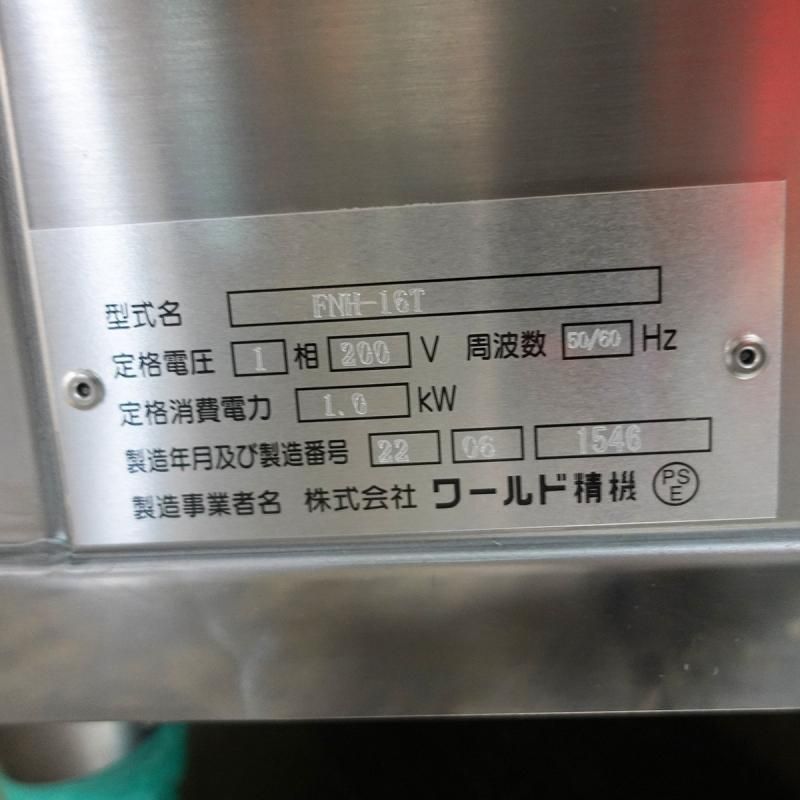 型式名 FNH-16T
定格電圧 1 相 200 V 周波数 50/60 Hz
定格消費電力 1.0 kW
製造年月及び製造番号 22 06 1546
製造事業者名 株式会社 ワールド精機 PSE